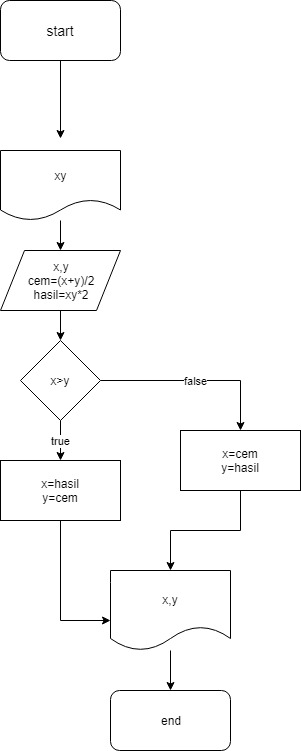 start
xy
x,y
cem=(x+y)/2
hasil=xy*2
x>y
false
true
x=cem
y=hasil
x=hasil
y=cem
x,y
end